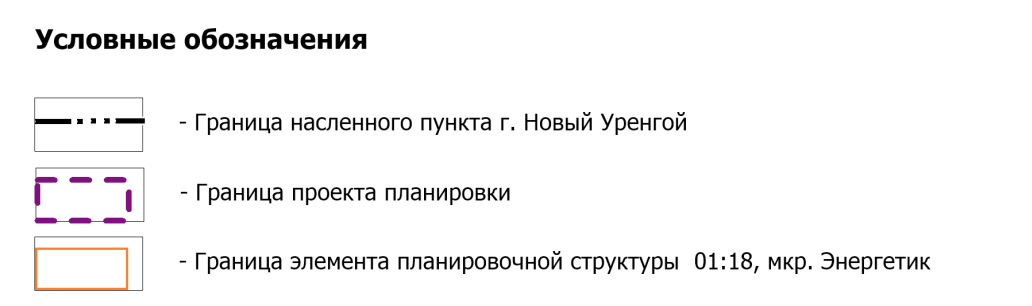 Условные обозначения
- Граница насленного пункта г. Новый Уренгой
- Граница проекта планировки
- Граница элемента планировочной структуры 01:18, мкр. Энергетик